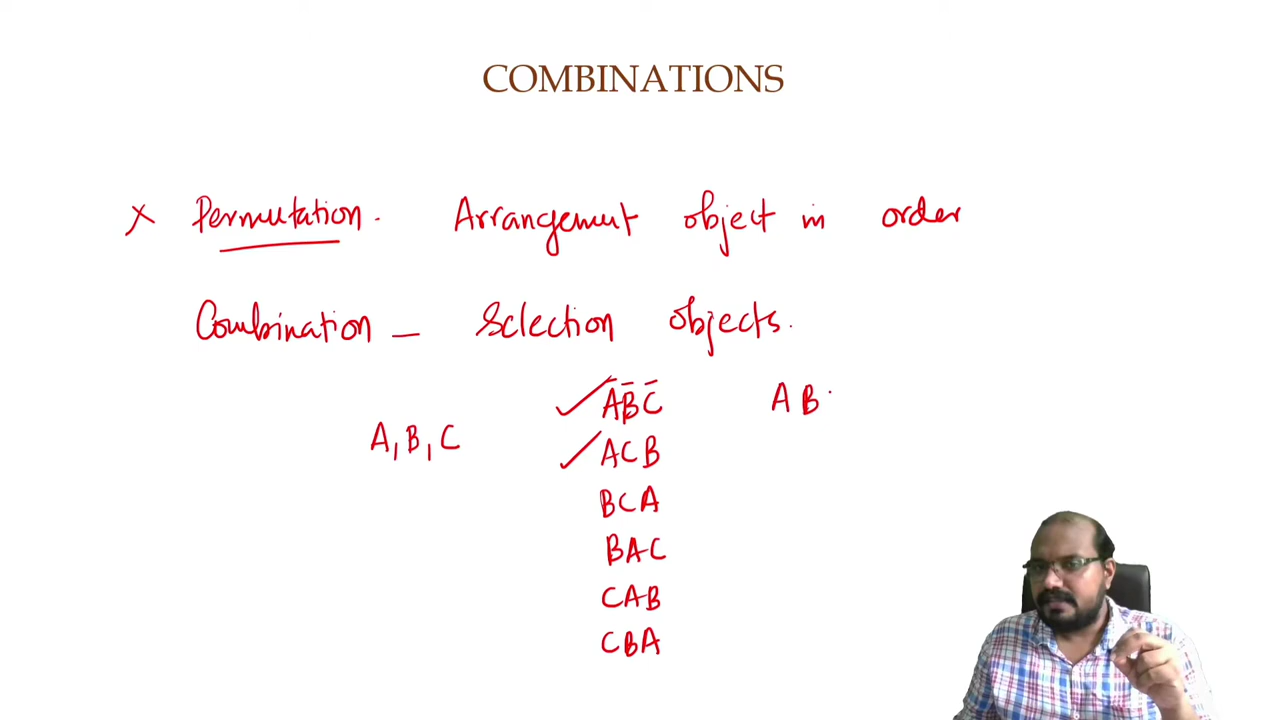 COMBINATIONS
X Permutation. Arrangement object in order
Combination – Selection objects.
ABC AB.
A, B, C
ACB
BCA
BAC
CAB
CBA